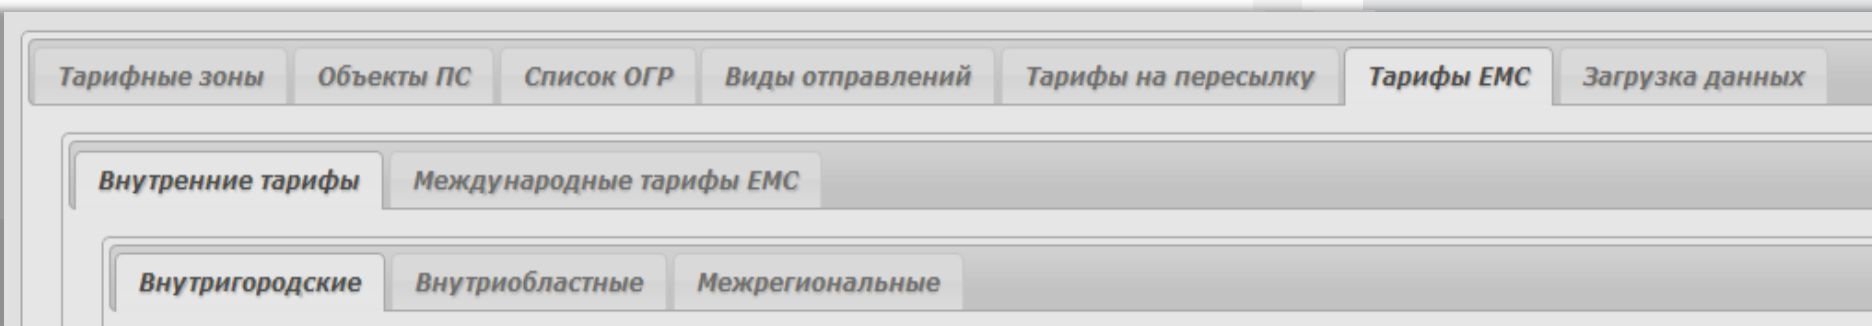 Тарифные зоны Объекты ПС Список ОГР Виды отправлений Тарифы на пересылку Тарифы ЕМС Загрузка данных
Внутренние тарифы Международные тарифы ЕМС
Внутригородские Внутриобластные Межрегиональные